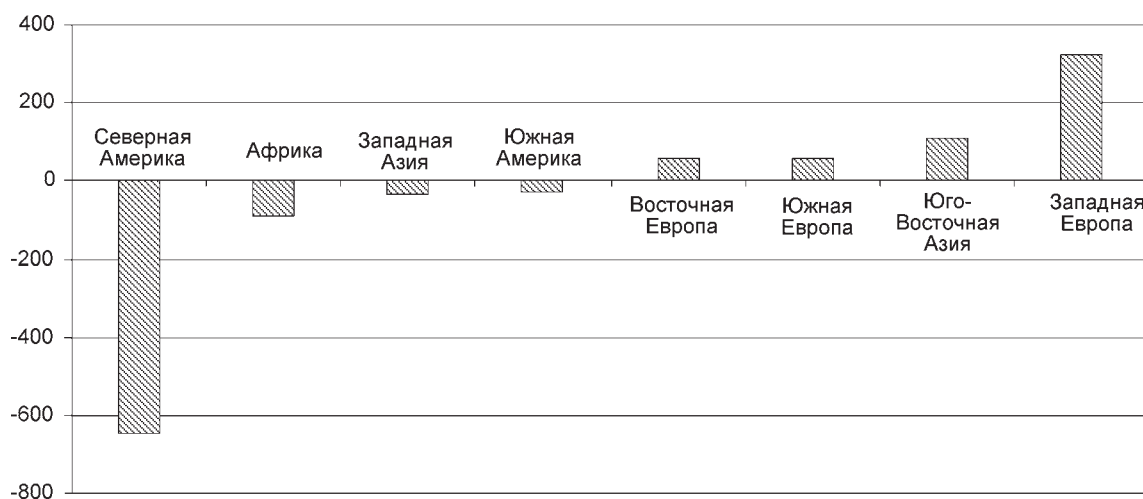 400
200
Северная
Америка
Африка
Западная
Азия
Южная
Америка
0
Восточная
Европа
Южная
Европа
Юго-
Восточная
Азия
Западная
Европа
-200
-400
-600
-800